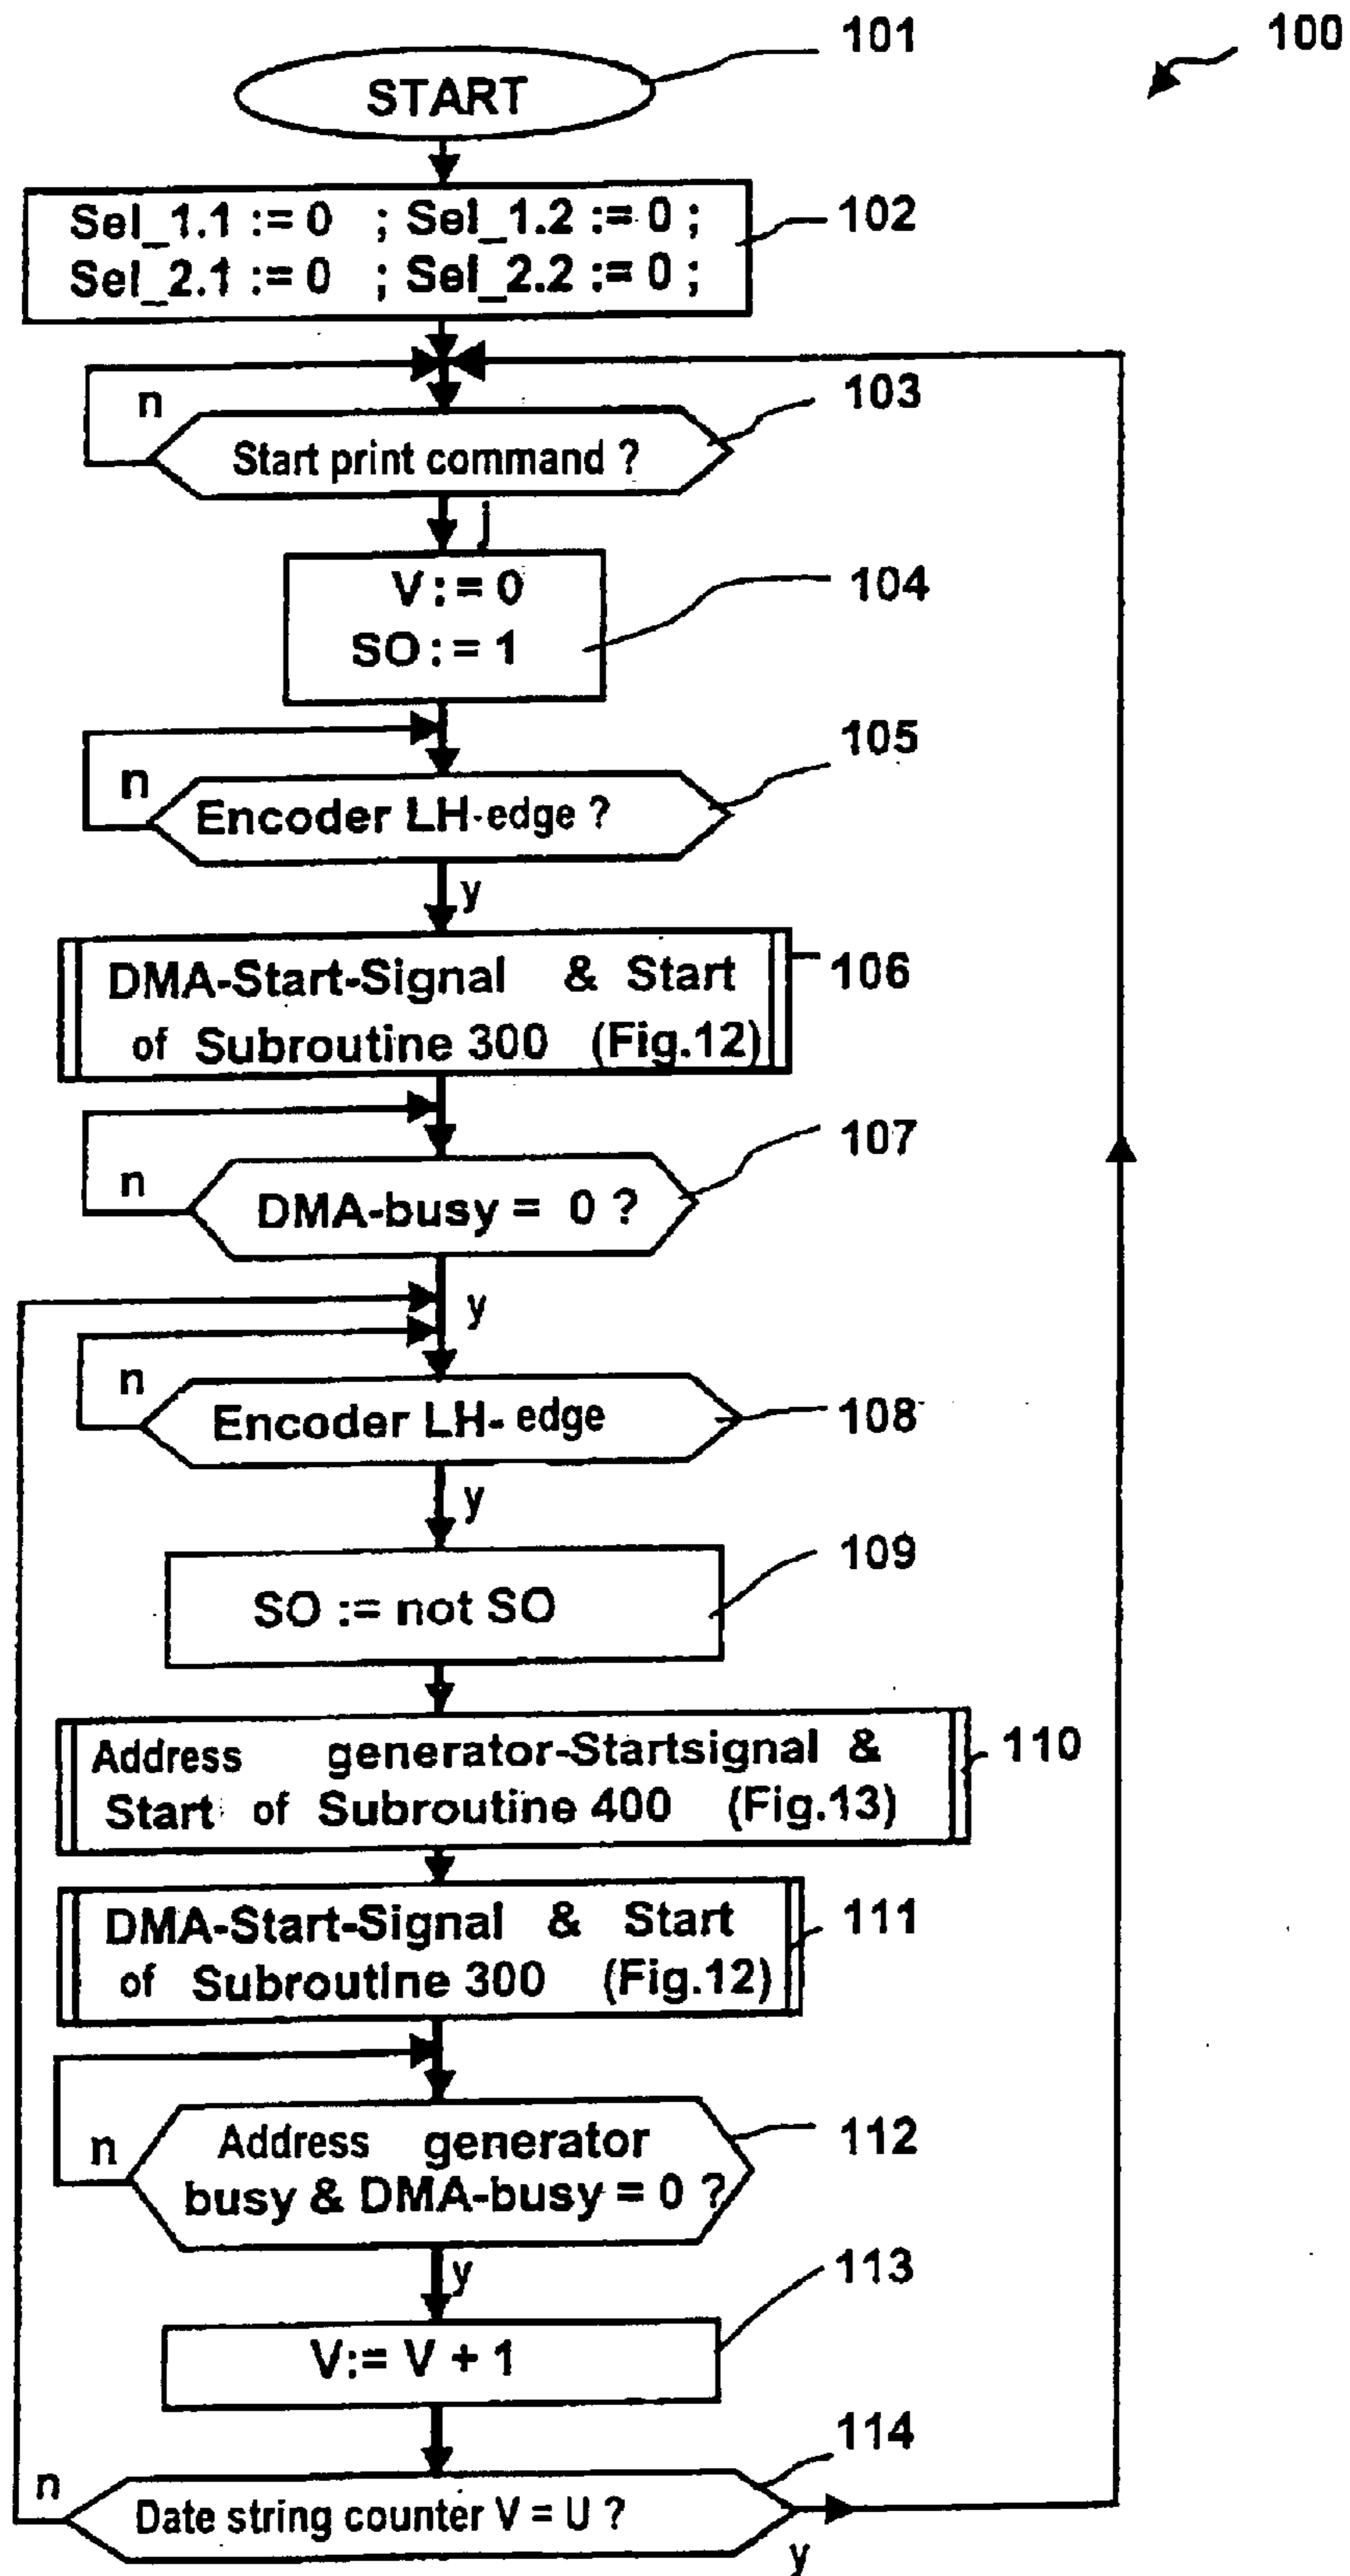 100
101
START
102
Sel_1.1 := 0 ; Sel_1.2 := 0 ;
Sel_2.1 := 0 ; Sel_2.2 := 0 ;
103
n
Start print command ?
j
104
V := 0
SO := 1
105
n
Encoder LH-edge ?
y
106
DMA-Start-Signal & Start
of Subroutine 300 (Fig.12)
107
n
DMA-busy = 0 ?
y
108
n
Encoder LH- edge
y
109
SO := not SO
110
Address generator-Startsignal &
Start of Subroutine 400 (Fig.13)
111
DMA-Start-Signal & Start
of Subroutine 300 (Fig.12)
112
n
Address generator
busy & DMA-busy = 0 ?
y
113
V:= V + 1
114
n
Date string counter V = U ?
y